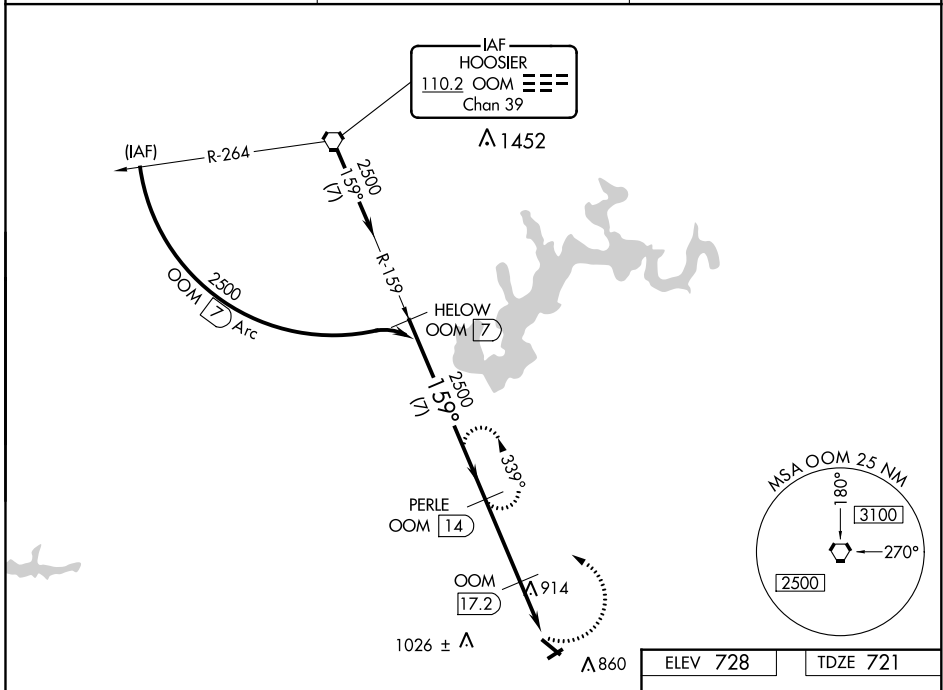 IAF
HOOSIER
110.2 OOM
Chan 39
1452
(IAF)
R-264
2500
159°
(7)
R-159
2500
OOM 7 Arc
HELOW
OOM 7
2500
159°
(7)
339°
PERLE
OOM 14
OOM
17.2
914
1026 ±
860
MSA OOM 25 NM
180°
3100
270°
2500
ELEV 728
TDZE 721